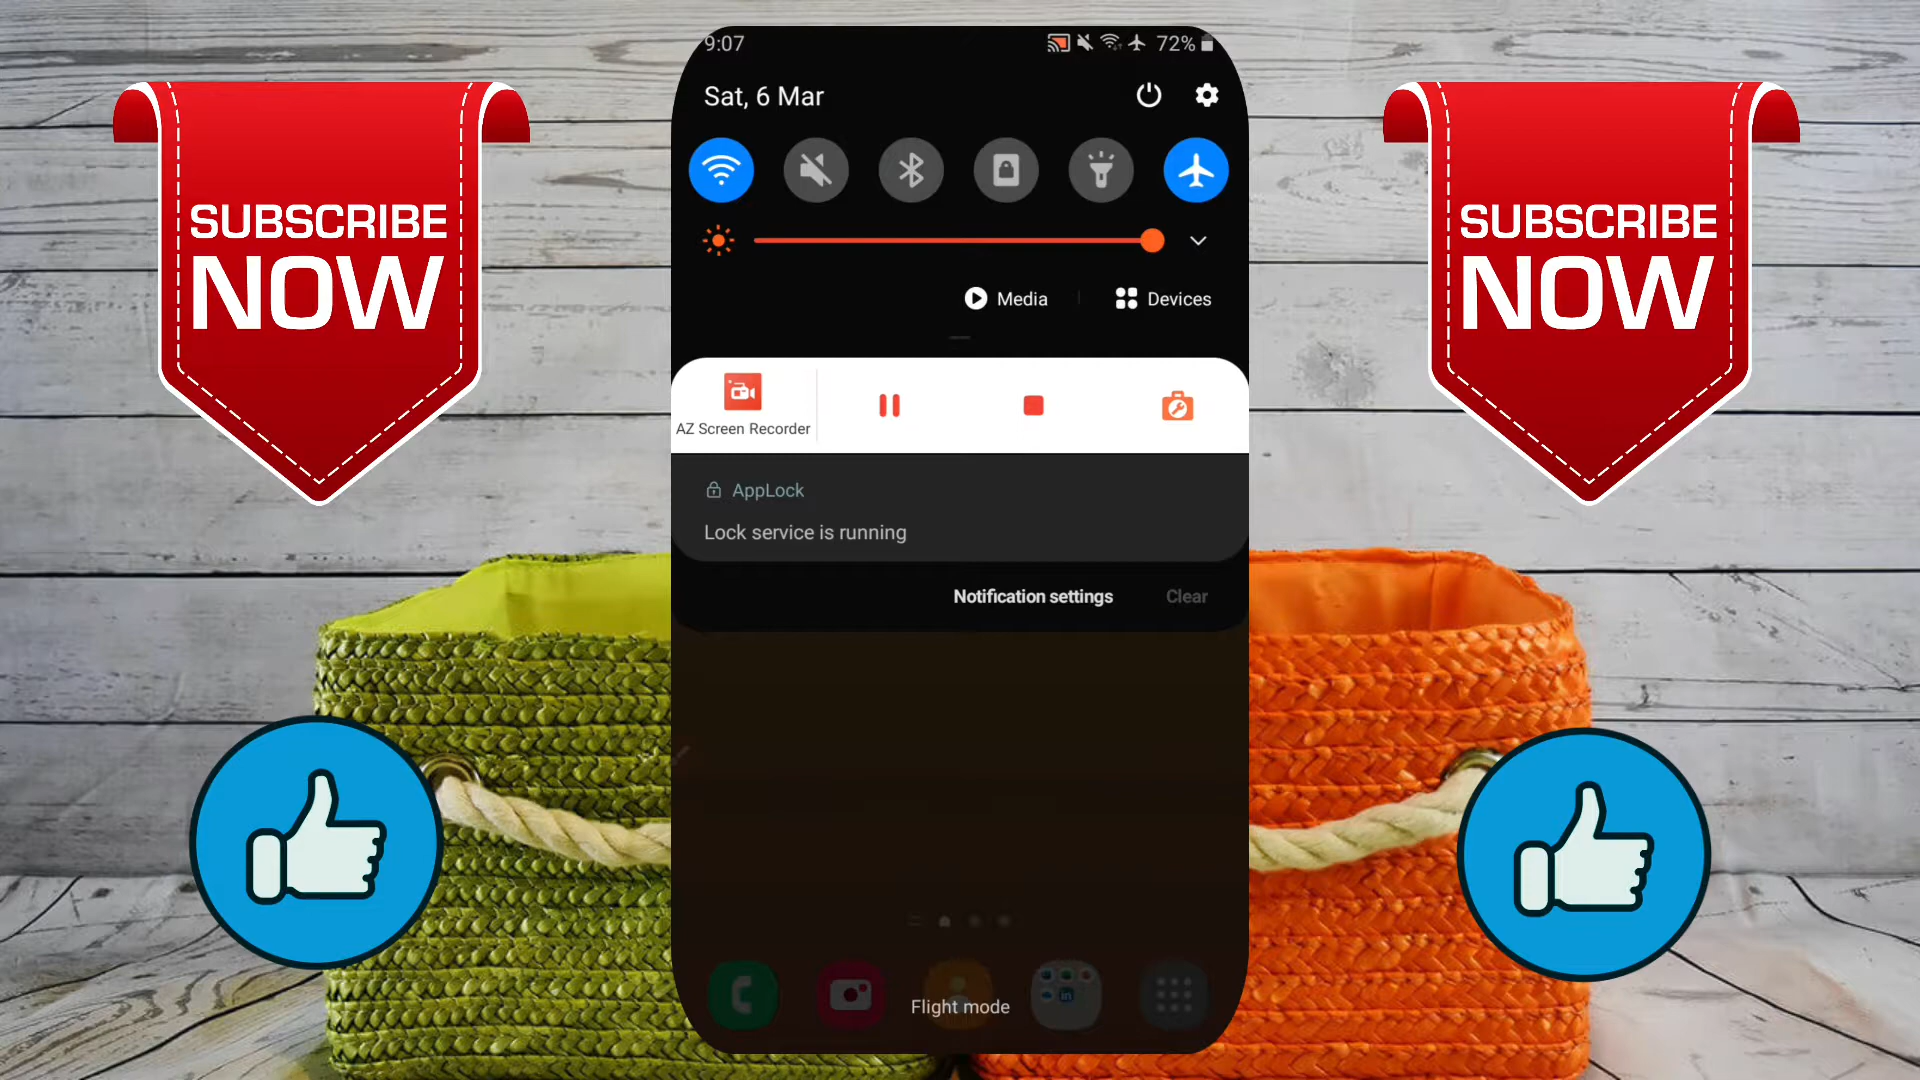 9:07
72%
Sat, 6 Mar
SUBSCRIBE
NOW
SUBSCRIBE
NOW
Media
Devices
AZ Screen Recorder
AppLock
Lock service is running
Notification settings
Clear
in
Flight mode